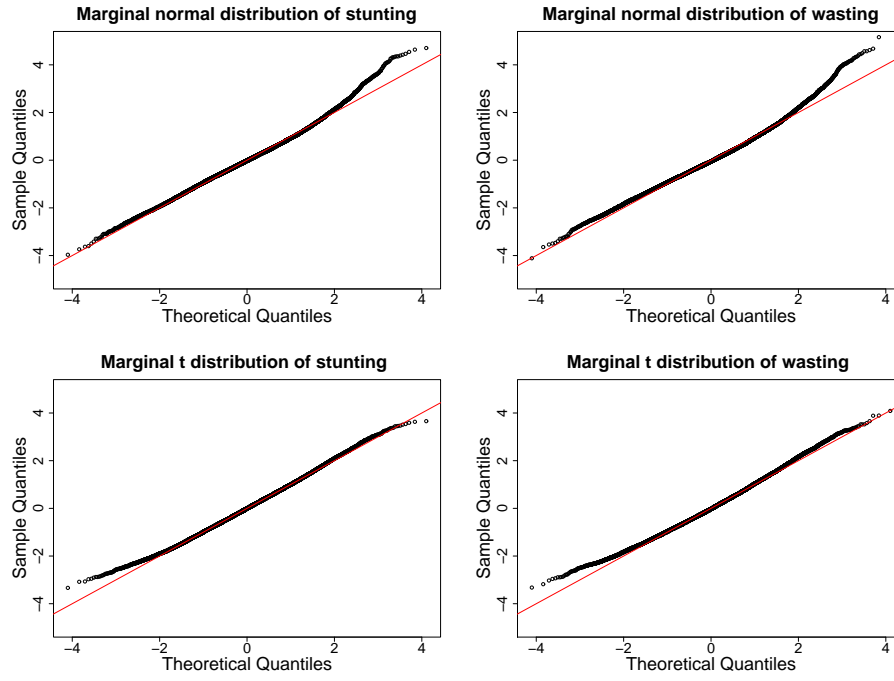 Marginal normal distribution of stunting
Sample Quantiles
4
2
0
−2
−4
−4 −2 0 2 4
Theoretical Quantiles
Marginal normal distribution of wasting
Sample Quantiles
4
2
0
−2
−4
−4 −2 0 2 4
Theoretical Quantiles
Marginal t distribution of stunting
Sample Quantiles
4
2
0
−2
−4
−4 −2 0 2 4
Theoretical Quantiles
Marginal t distribution of wasting
Sample Quantiles
4
2
0
−2
−4
−4 −2 0 2 4
Theoretical Quantiles